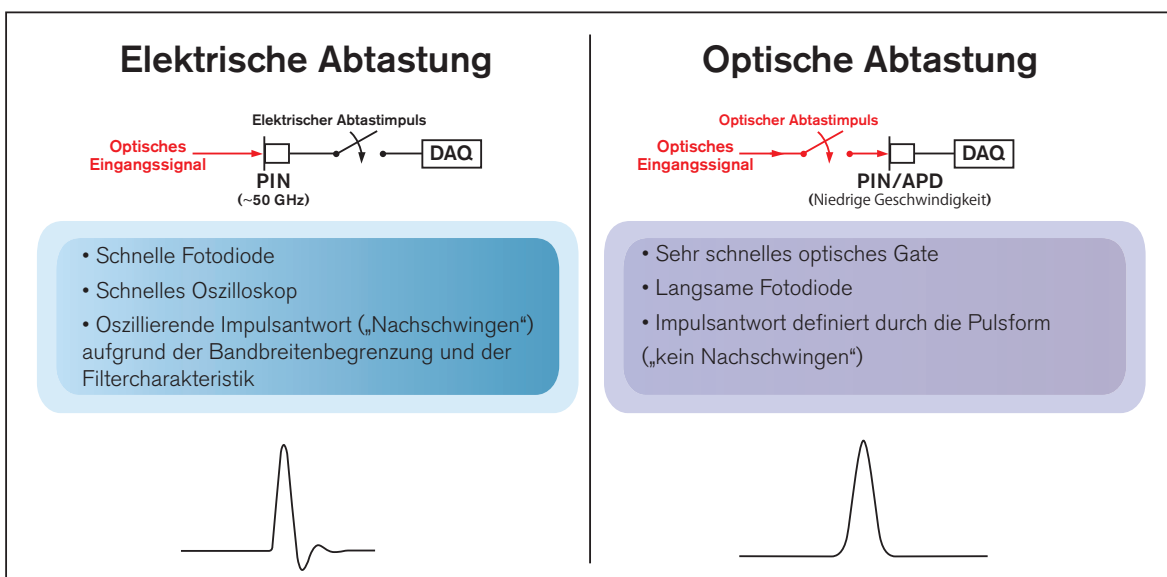 Elektrische Abtastung
Elektrischer Abtastimpuls
Optisches
Eingangssignal
DAQ
PIN
(~50 GHz)
• Schnelle Fotodiode
• Schnelles Oszilloskop
• Oszillierende Impulsantwort („Nachschwingen“)
aufgrund der Bandbreitenbegrenzung und der
Filtercharakteristik
Optische Abtastung
Optischer Abtastimpuls
Optisches
Eingangssignal
DAQ
PIN/APD
(Niedrige Geschwindigkeit)
• Sehr schnelles optisches Gate
• Langsame Fotodiode
• Impulsantwort definiert durch die Pulsform
(„kein Nachschwingen“)